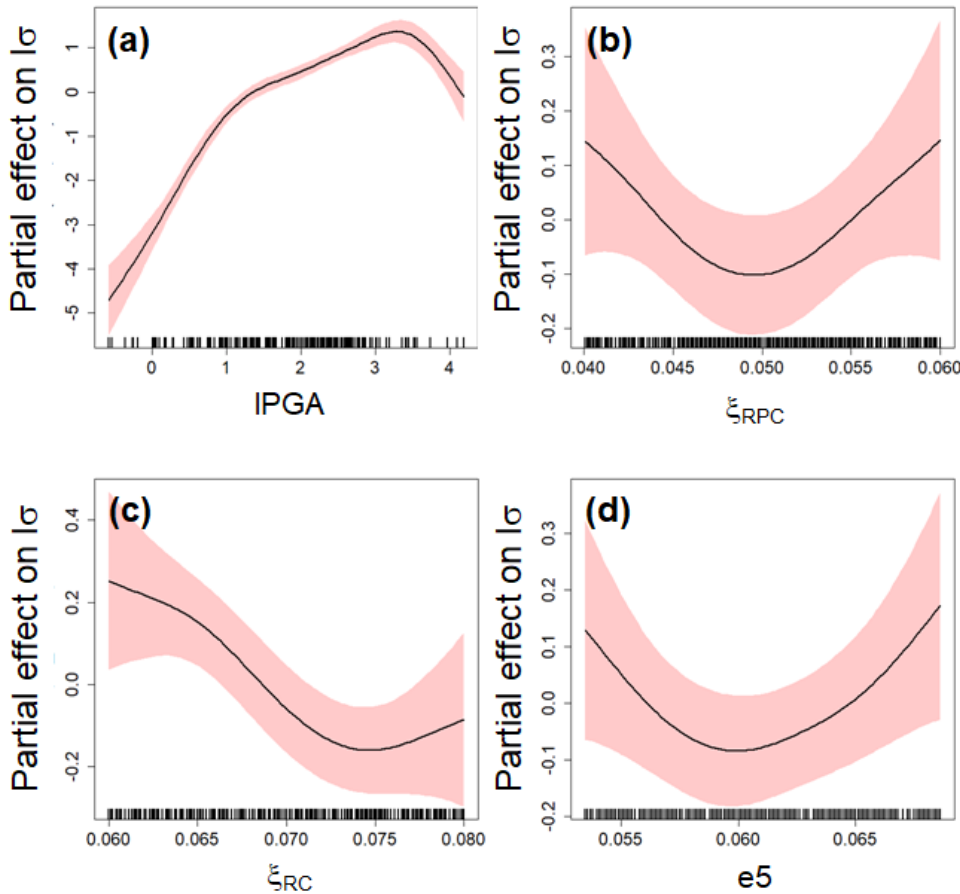 (a)
Partial effect on Iσ
1
0
-1
-2
-3
-4
-5
0 1 2 3 4
lPGA
(b)
Partial effect on Iσ
0.3
0.2
0.1
0.0
-0.1
-0.2
0.040 0.045 0.050 0.055 0.060
ξRPC
(c)
Partial effect on Iσ
0.4
0.2
0.0
-0.2
0.060 0.065 0.070 0.075 0.080
ξRC
(d)
Partial effect on Iσ
0.3
0.2
0.1
0.0
-0.1
-0.2
0.055 0.060 0.065
e5